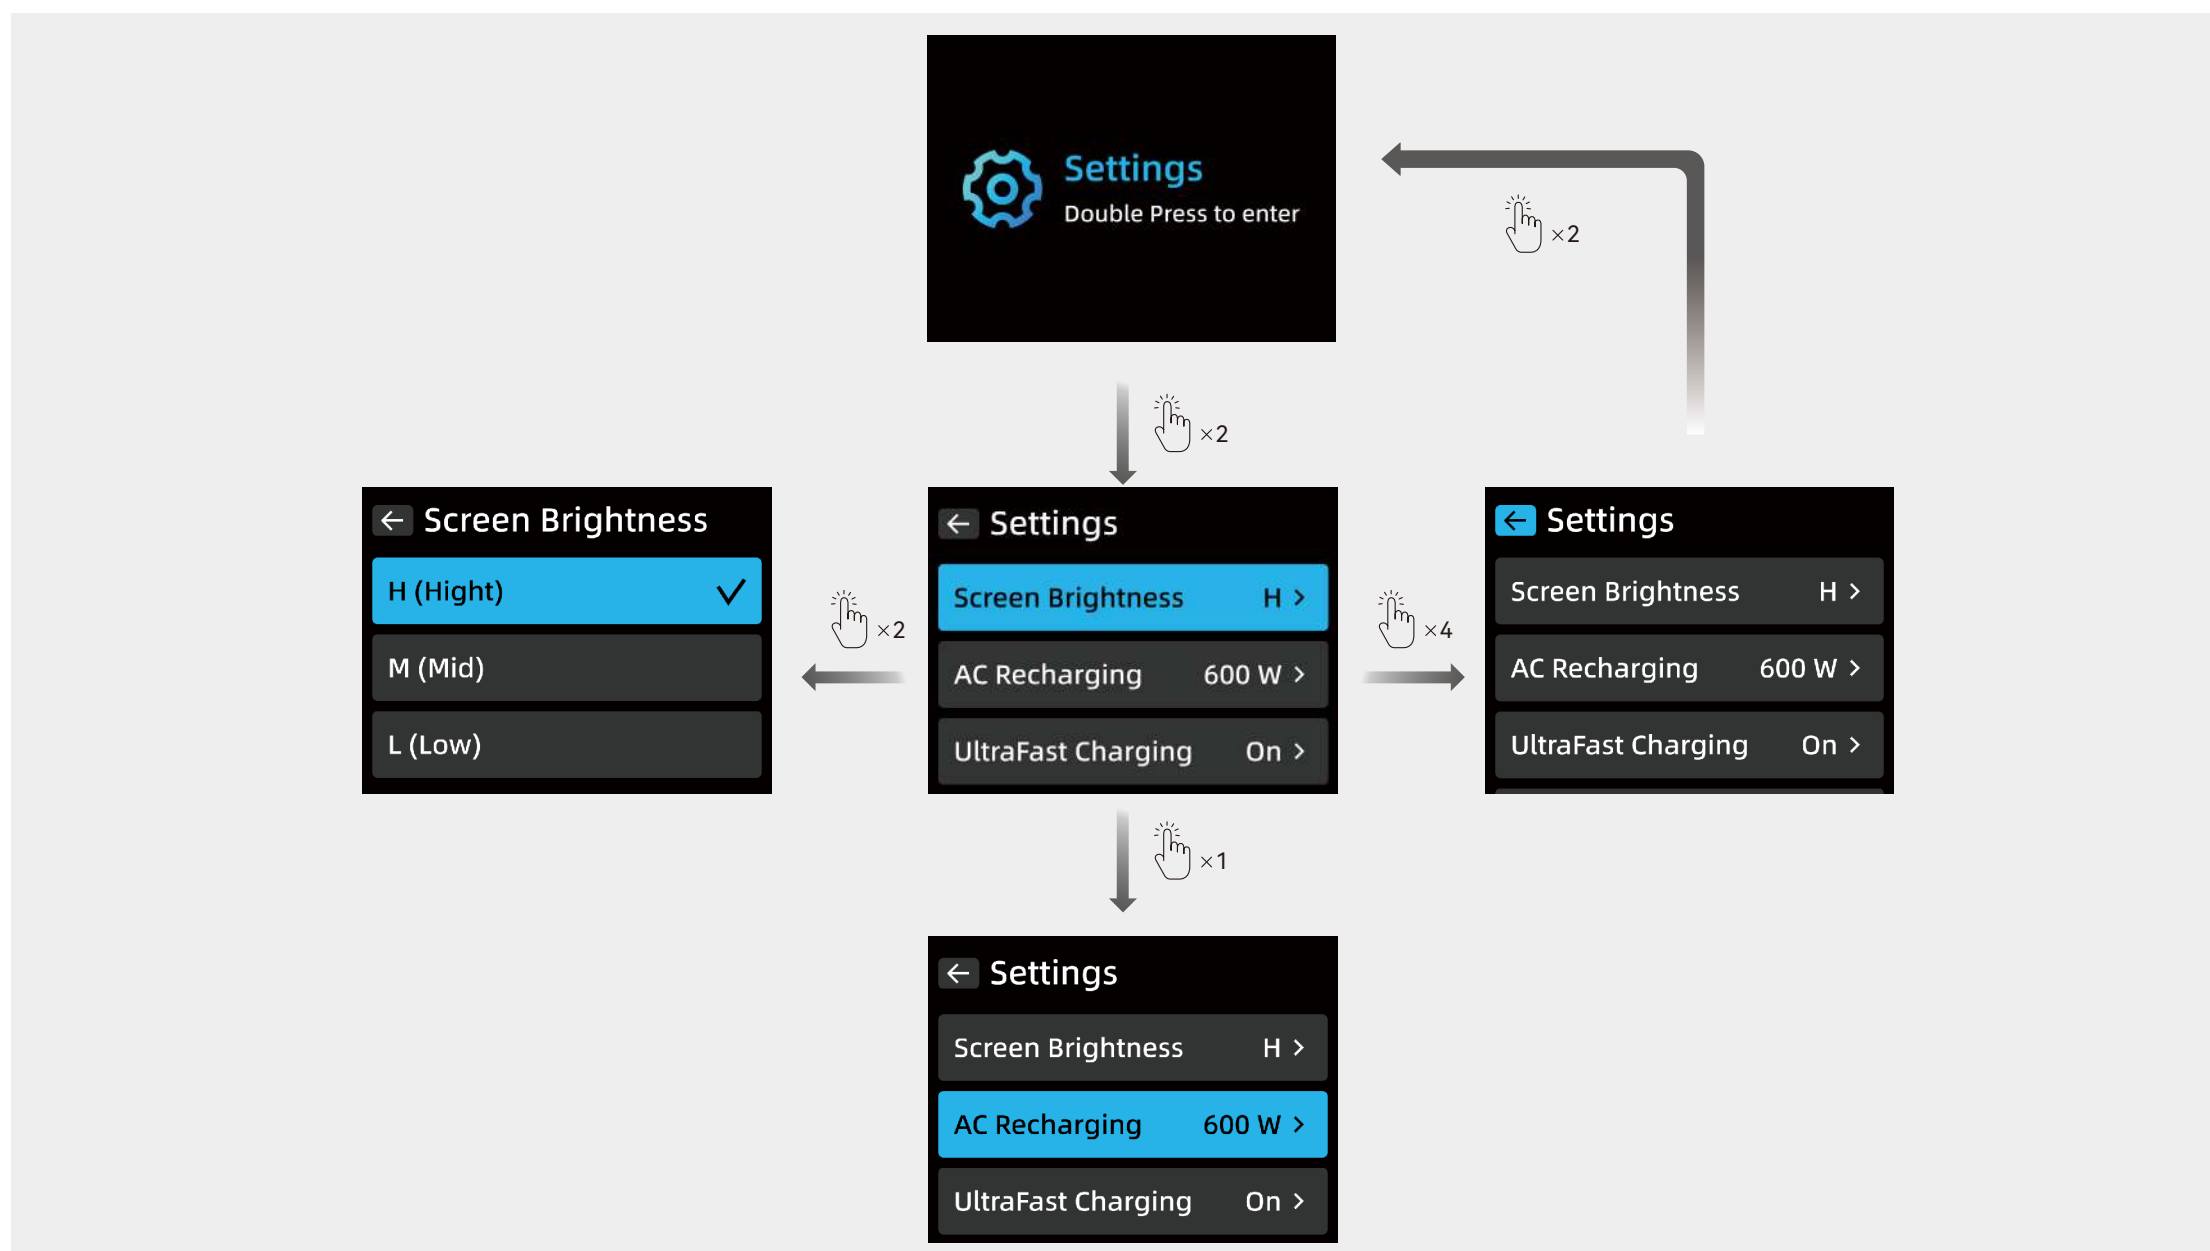 Settings
Double Press to enter
×2
×2
Screen Brightness
H (Hight)
M (Mid)
L (Low)
×2
Settings
Screen Brightness H >
AC Recharging 600 W >
UltraFast Charging On >
×4
Settings
Screen Brightness H >
AC Recharging 600 W >
UltraFast Charging On >
×1
Settings
Screen Brightness H >
AC Recharging 600 W >
UltraFast Charging On >